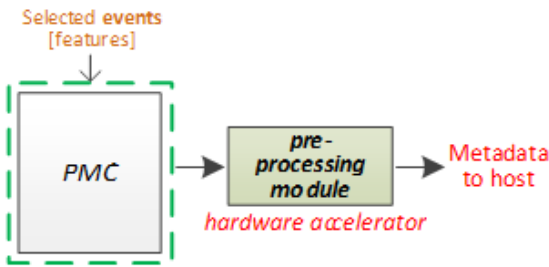 Selected events
[features]
PMC
pre-
processing
module
hardware accelerator
Metadata
to host